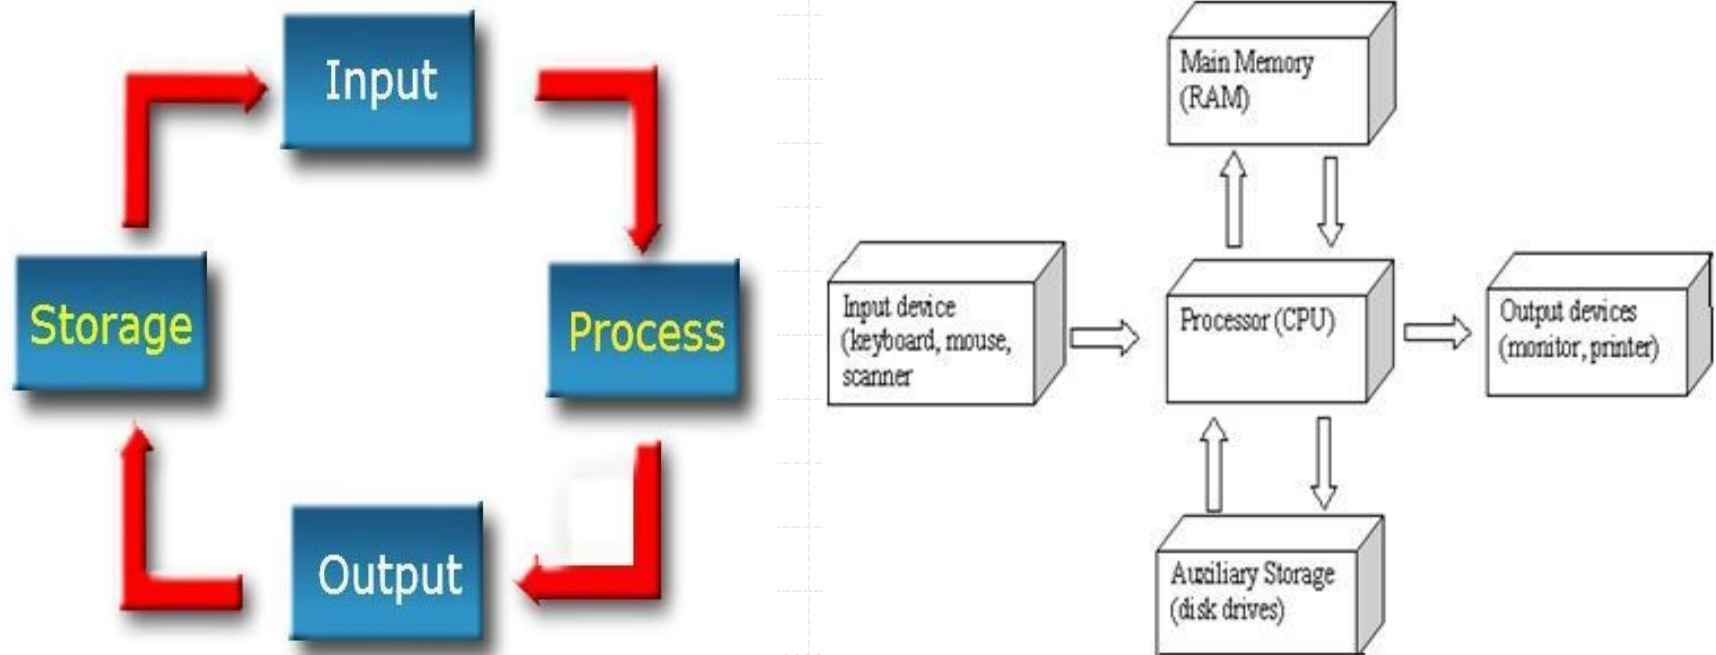 Input
Storage
Process
Output
Main Memory
(RAM)
Input device
(keyboard, mouse,
scanner
Processor (CPU)
Output devices
(monitor, printer)
Auxiliary Storage
(disk drives)